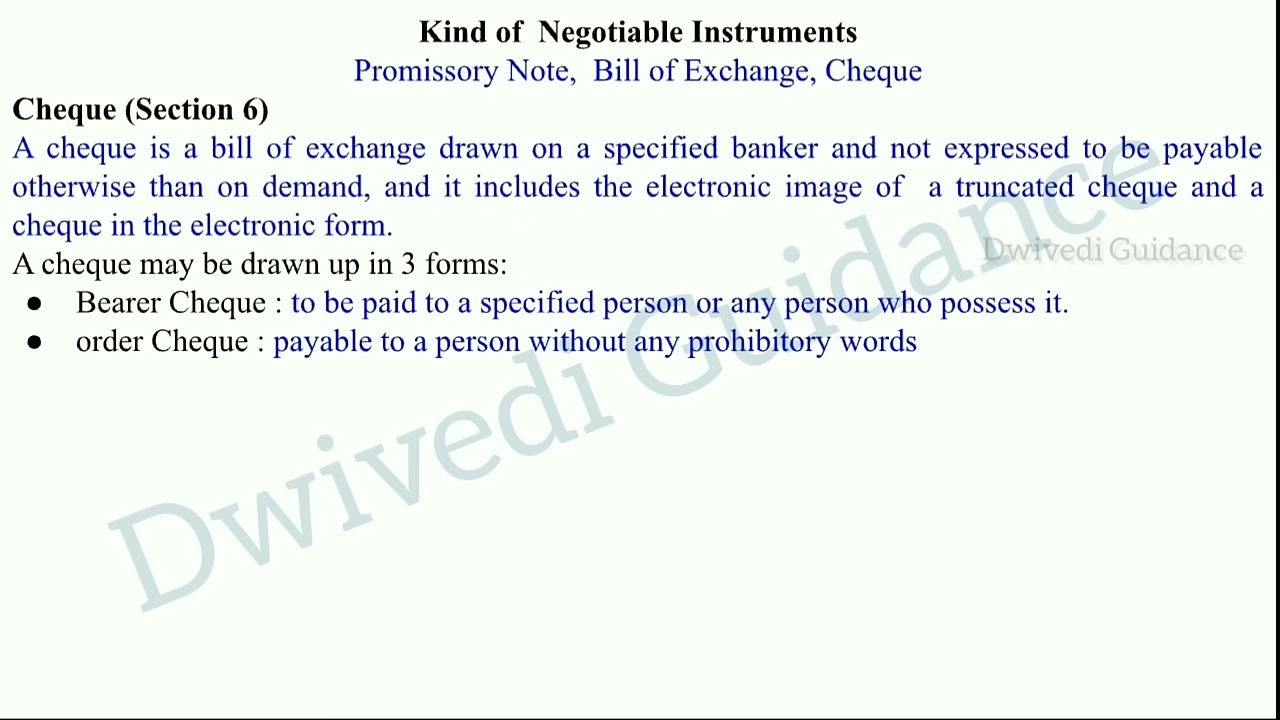 Kind of Negotiable Instruments
Promissory Note, Bill of Exchange, Cheque
Cheque (Section 6)
A cheque is a bill of exchange drawn on a specified banker and not expressed to be payable
otherwise than on demand, and it includes the electronic image of a truncated cheque and a
cheque in the electronic form.
Dwivedi Guidance
A cheque may be drawn up in 3 forms:
● Bearer Cheque : to be paid to a specified person or any person who possess it.
● order Cheque : payable to a person without any prohibitory words
Dwivedi Guidance